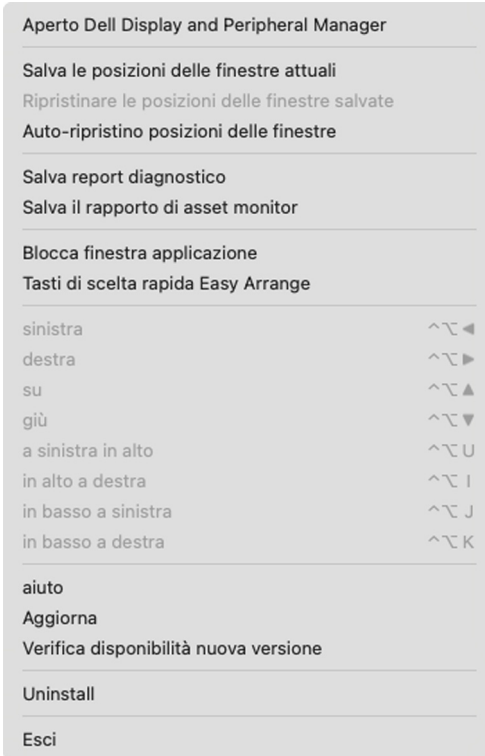 Aperto Dell Display and Peripheral Manager
Salva le posizioni delle finestre attuali
Ripristinare le posizioni delle finestre salvate
Auto-ripristino posizioni delle finestre
Salva report diagnostico
Salva il rapporto di asset monitor
Blocca finestra applicazione
Tasti di scelta rapida Easy Arrange
sinistra ^⌥◀
destra ^⌥▶
su ^⌥▲
giù ^⌥▼
a sinistra in alto ^⌥U
in alto a destra ^⌥I
in basso a sinistra ^⌥J
in basso a destra ^⌥K
aiuto
Aggiorna
Verifica disponibilità nuova versione
Uninstall
Esci